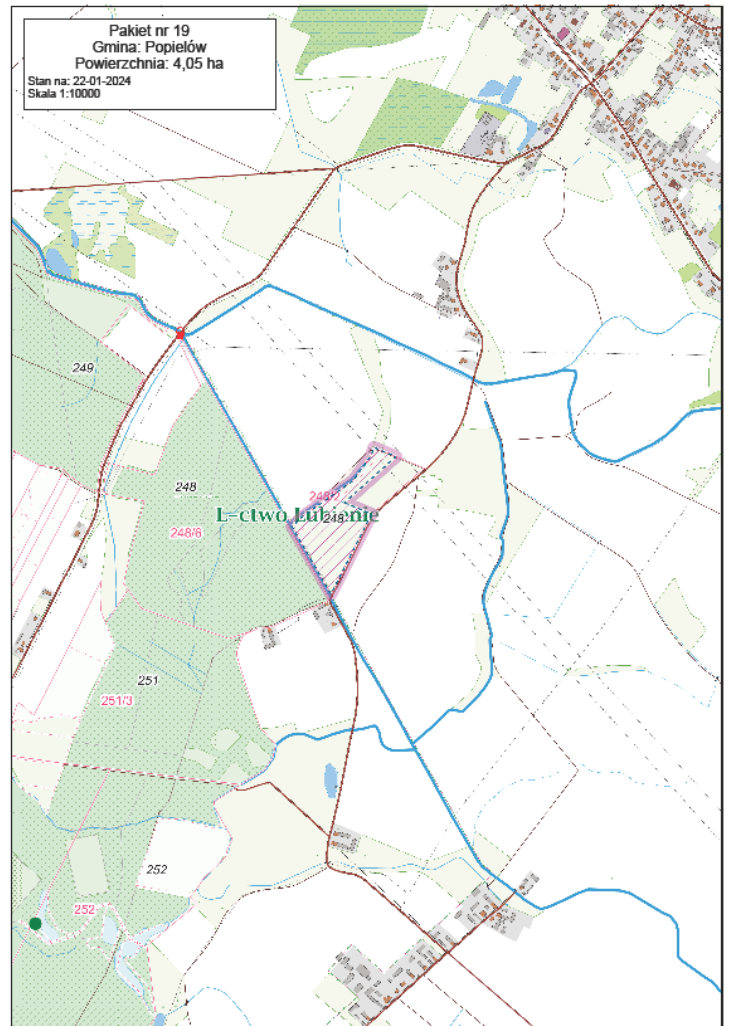 Pakiet nr 19
Gmina: Popielów
Powierzchnia: 4,05 ha
Stan na: 22-01-2024
Skala 1:10000
249
248
248/2
L-ctwo Lubienie
248
248/6
251
251/3
252
252